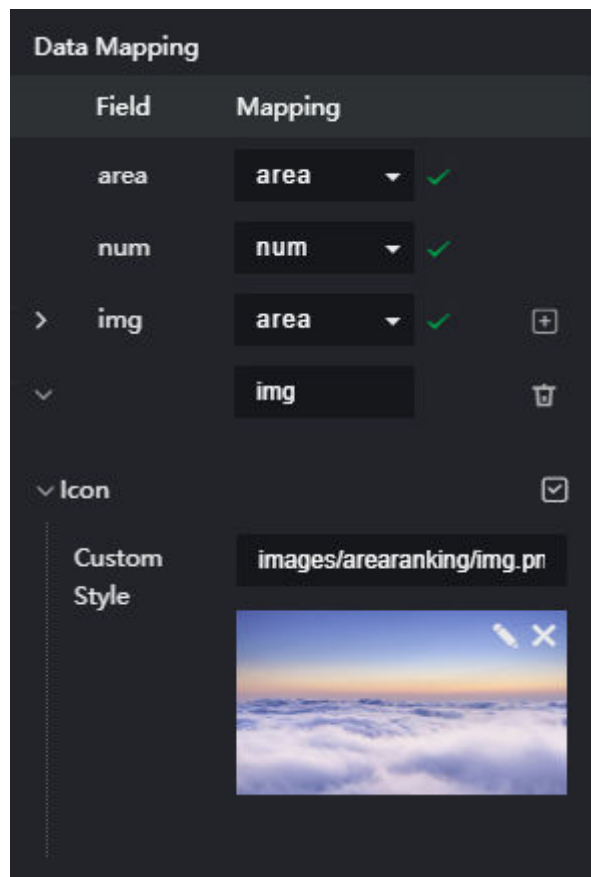 Data Mapping
Field Mapping
area area
num num
img area
img
Icon
Custom images/arearanking/img.pn
Style